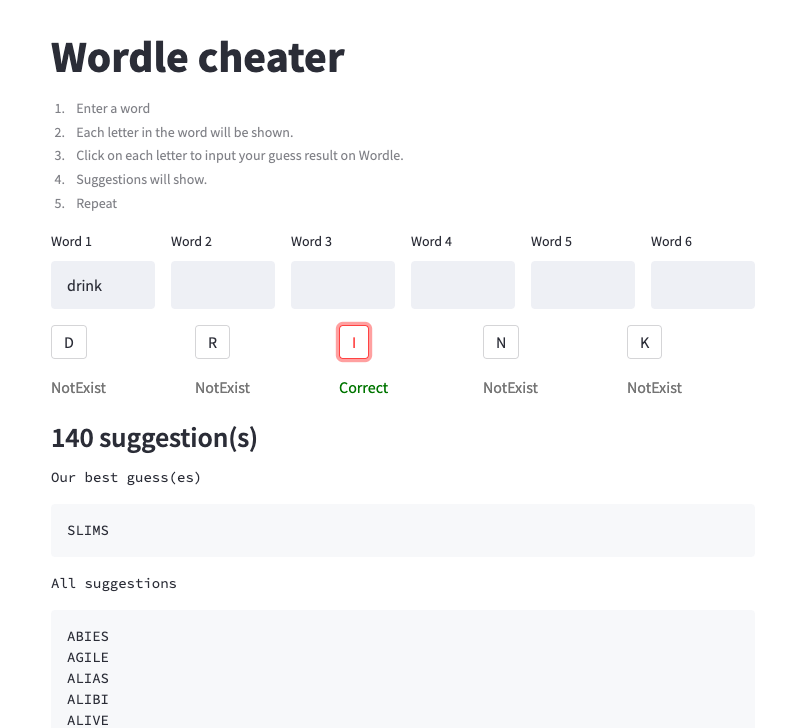 Wordle cheater
1. Enter a word
2. Each letter in the word will be shown.
3. Click on each letter to input your guess result on Wordle.
4. Suggestions will show.
5. Repeat
Word 1 Word 2 Word 3 Word 4 Word 5 Word 6
drink
D R I N K
NotExist NotExist Correct NotExist NotExist
140 suggestion(s)
Our best guess(es)
SLIMS
All suggestions
ABIES
AGILE
ALIAS
ALIBI
ALIVE